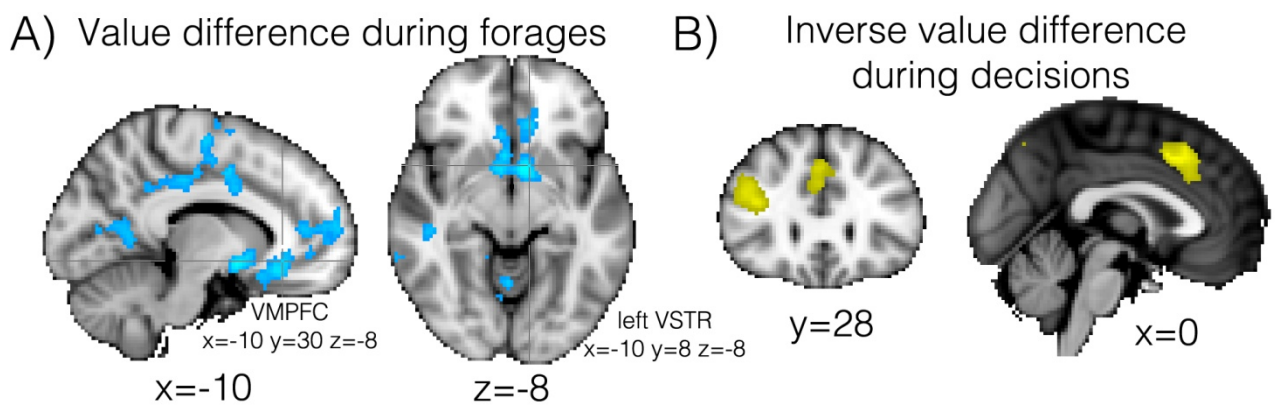 A) Value difference during forages
VMPFC
x=-10 y=30 z=-8
x=-10
left VSTR
x=-10 y=8 z=-8
z=-8
B) Inverse value difference
during decisions
y=28
x=0